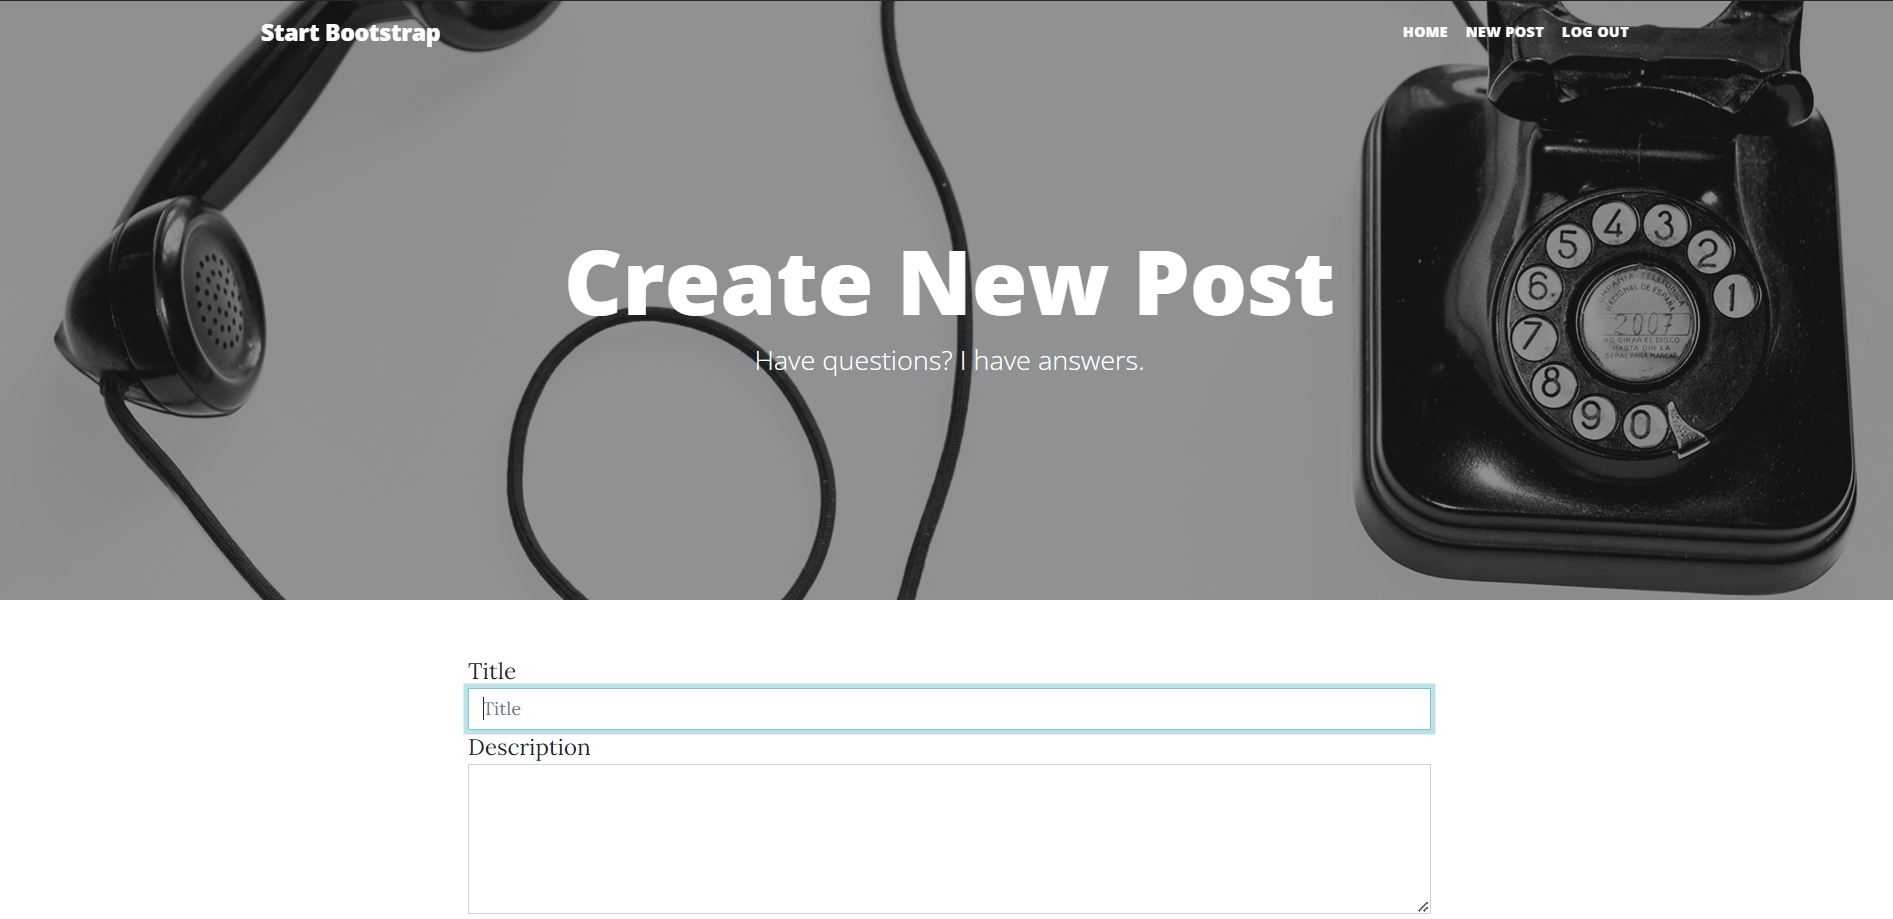 Start Bootstrap
HOME NEW POST LOG OUT
Create New Post
Have questions? I have answers.
1
2
3
4
5
6
7
8
9
0
COMPAÑIA TELEFONICA
NACIONAL DE ESPAÑA
2007
NO GIRAR EL DISCO
HASTA OIR LA
SEÑAL PARA MARCAR
Title
Title
Description